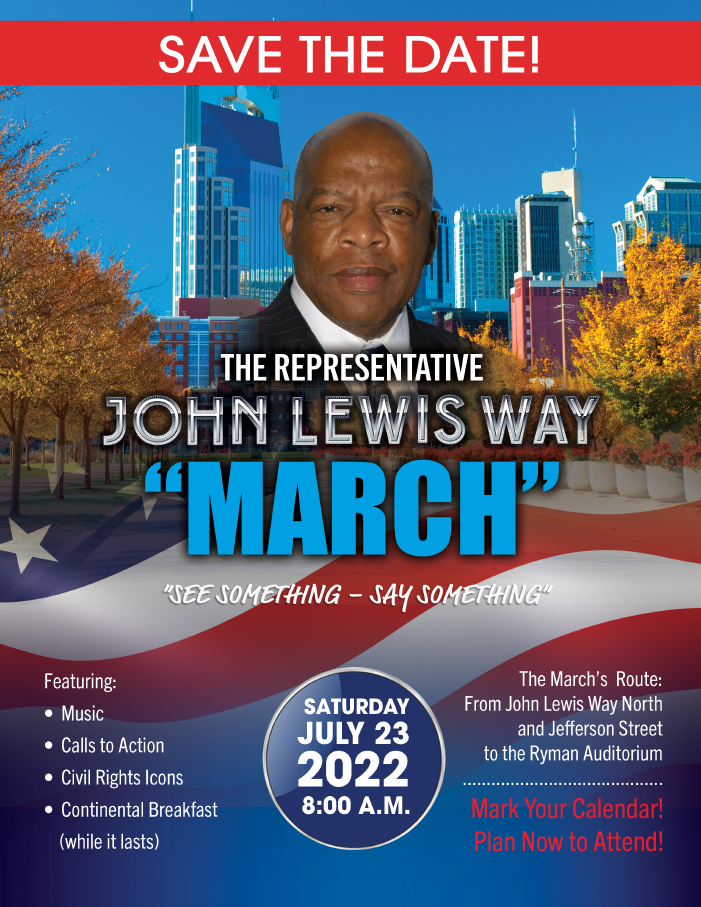 SAVE THE DATE!
THE REPRESENTATIVE
JOHN LEWIS WAY
“MARCH”
"SEE SOMETHING – SAY SOMETHING"
Featuring:
• Music
• Calls to Action
• Civil Rights Icons
• Continental Breakfast
(while it lasts)
SATURDAY
JULY 23
2022
8:00 A.M.
The March's Route:
From John Lewis Way North
and Jefferson Street
to the Ryman Auditorium
Mark Your Calendar!
Plan Now to Attend!